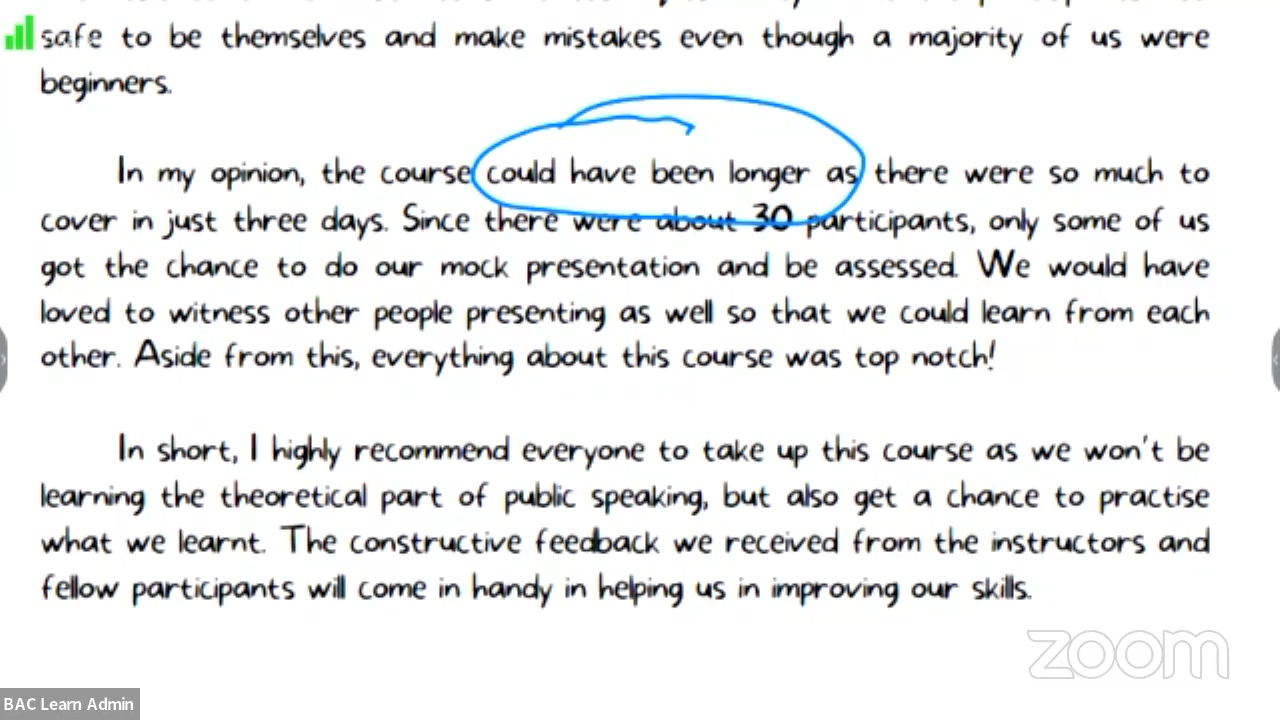 safe to be themselves and make mistakes even though a majority of us were
beginners.
In my opinion, the course could have been longer as there were so much to
cover in just three days. Since there were about 30 participants, only some of us
got the chance to do our mock presentation and be assessed. We would have
loved to witness other people presenting as well so that we could learn from each
other. Aside from this, everything about this course was top notch!
In short, I highly recommend everyone to take up this course as we won't be
learning the theoretical part of public speaking, but also get a chance to practise
what we learnt. The constructive feedback we received from the instructors and
fellow participants will come in handy in helping us in improving our skills.
zoom
BAC Learn Admin